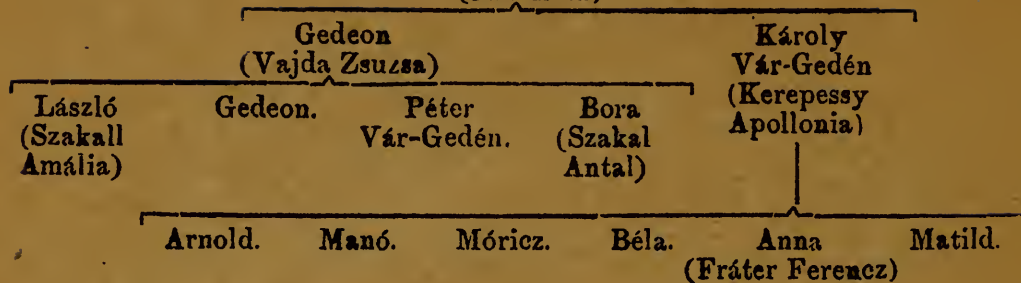 Gedeon Károly
(Vajda Zsuzsa) Vár-Gedén
László Gedeon. Péter Bora (Kerepessy
(Szakall Vár-Gedén. (Szakal Apollonia)
Amália) Antal)
Arnold. Manó. Móricz. Béla. Anna Matild.
(Fráter Ferencz)